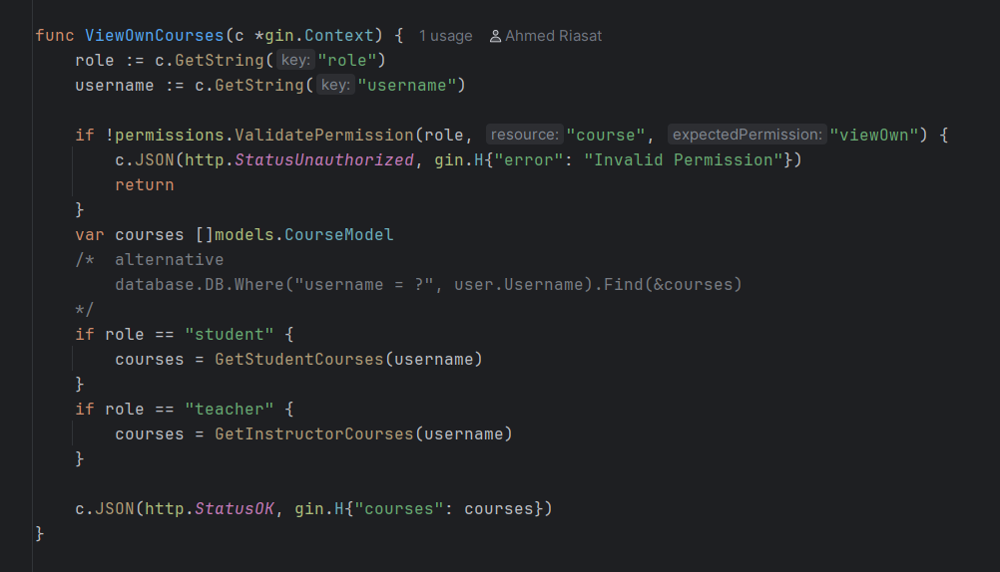 func ViewOwnCourses(c *gin.Context) { 1 usage Ahmed Riasat
    role := c.GetString( key: "role")
    username := c.GetString( key: "username")

    if !permissions.ValidatePermission(role, resource: "course", expectedPermission: "viewOwn") {
        c.JSON(http.StatusUnauthorized, gin.H{"error": "Invalid Permission"})
        return
    }
    var courses []models.CourseModel
    /*  alternative
        database.DB.Where("username = ?", user.Username).Find(&courses)
    */
    if role == "student" {
        courses = GetStudentCourses(username)
    }
    if role == "teacher" {
        courses = GetInstructorCourses(username)
    }

    c.JSON(http.StatusOK, gin.H{"courses": courses})
}